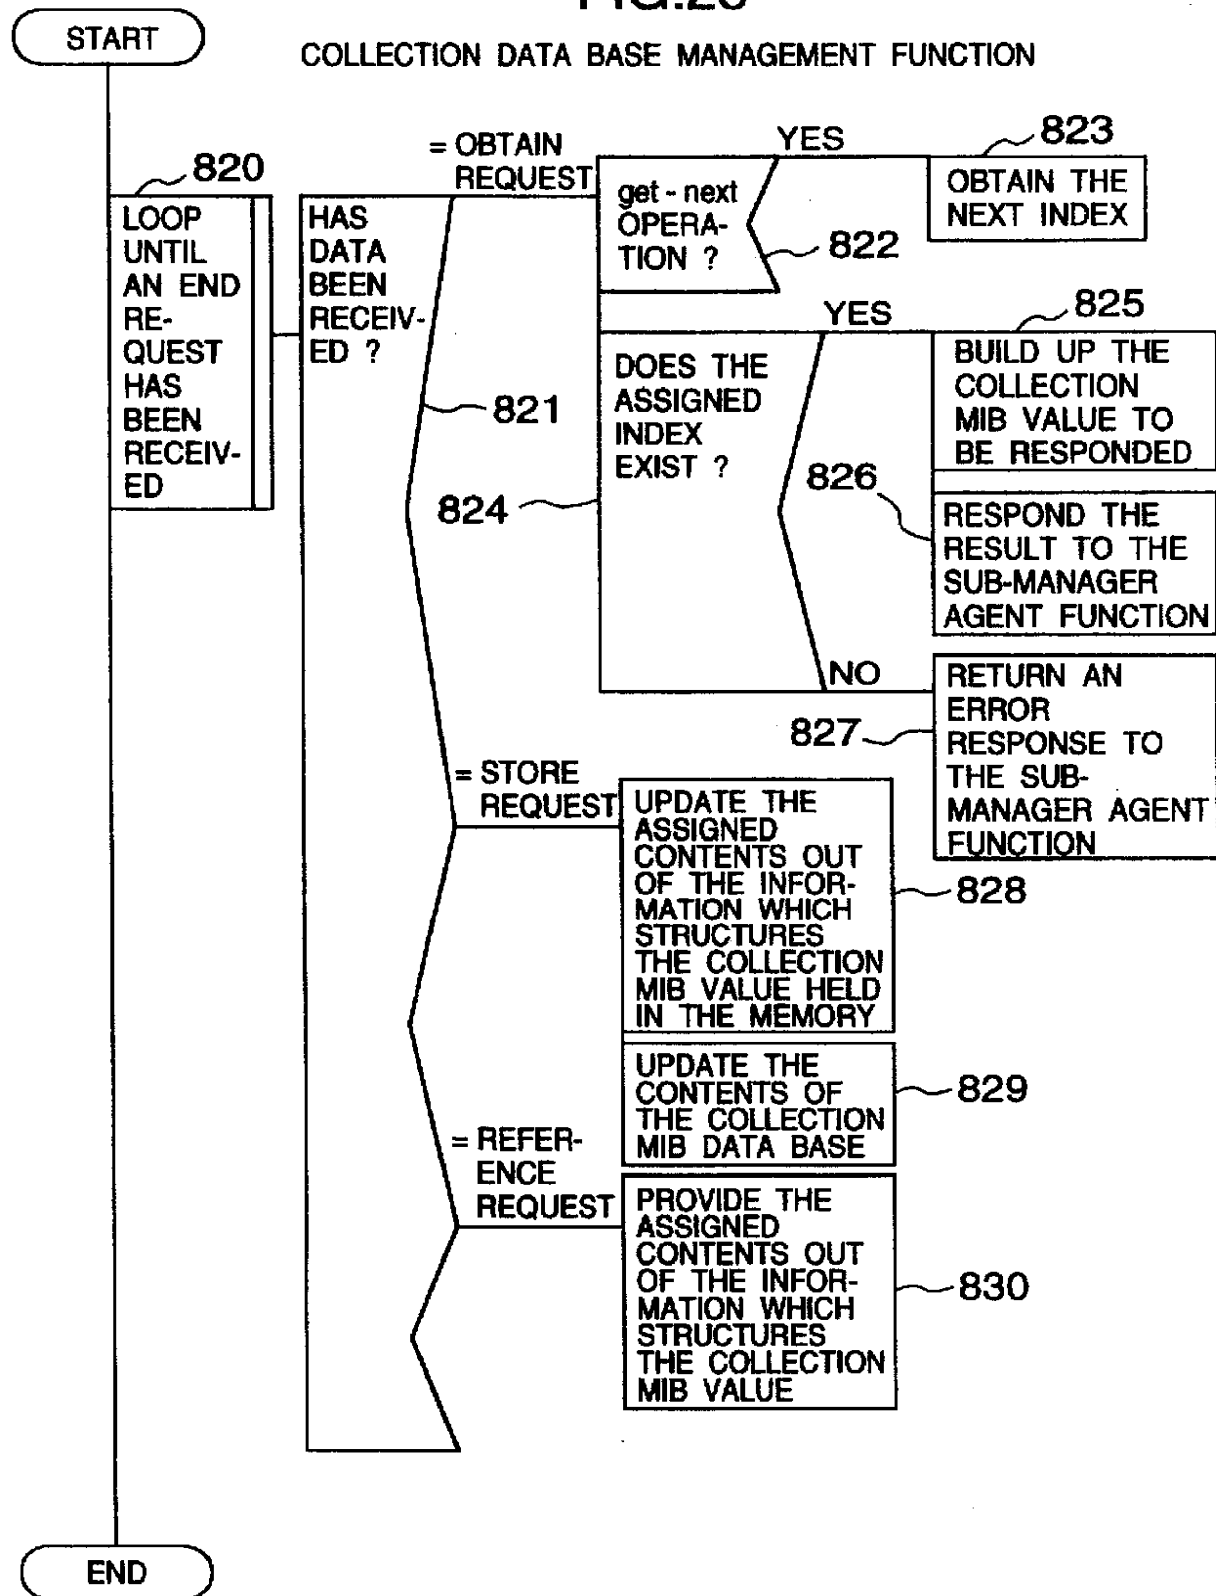 START
COLLECTION DATA BASE MANAGEMENT FUNCTION
820
LOOP
UNTIL
AN END
RE-
QUEST
HAS
BEEN
RECEIV-
ED
HAS
DATA
BEEN
RECEIV-
ED ?
821
= OBTAIN
REQUEST
get - next
OPERA-
TION ?
822
YES
823
OBTAIN THE
NEXT INDEX
DOES THE
ASSIGNED
INDEX
EXIST ?
824
YES
825
BUILD UP THE
COLLECTION
MIB VALUE TO
BE RESPONDED
826
RESPOND THE
RESULT TO THE
SUB-MANAGER
AGENT FUNCTION
NO
827
RETURN AN
ERROR
RESPONSE TO
THE SUB-
MANAGER AGENT
FUNCTION
= STORE
REQUEST
UPDATE THE
ASSIGNED
CONTENTS OUT
OF THE INFOR-
MATION WHICH
STRUCTURES
THE COLLECTION
MIB VALUE HELD
IN THE MEMORY
828
UPDATE THE
CONTENTS OF
THE COLLECTION
MIB DATA BASE
829
= REFER-
ENCE
REQUEST
PROVIDE THE
ASSIGNED
CONTENTS OUT
OF THE INFOR-
MATION WHICH
STRUCTURES
THE COLLECTION
MIB VALUE
830
END